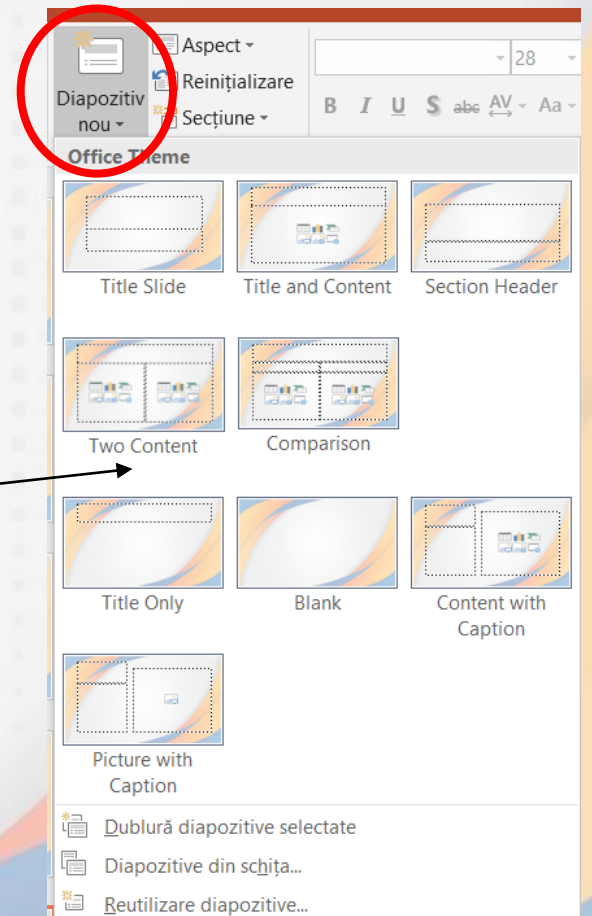 Aspect
28
Reinițializare
Diapozitiv
nou
Secțiune
B I U S abc AV Aa
Office Theme
Title Slide
Title and Content
Section Header
Two Content
Comparison
Title Only
Blank
Content with
Caption
Picture with
Caption
Dublură diapozitive selectate
Diapozitive din schița...
Reutilizare diapozitive...